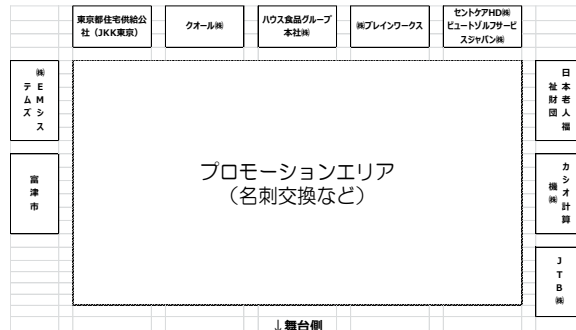 東京都住宅供給公
社（JKK東京）
クオール㈱
ハウス食品グループ
本社㈱
㈱ブレインワークス
セントケアHD㈱
ビュートゾルフサービ
スジャパン㈱
㈱
EMシス
テムズ
富津市
プロモーションエリア
（名刺交換など）
日本老人福
祉財団
カシオ計算
機㈱
JTB㈱
↓舞台側